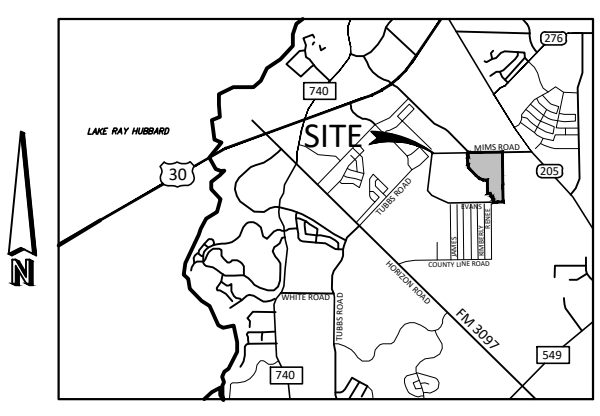 276
740
LAKE RAY HUBBARD
SITE
MIMS ROAD
30
205
TUBBS ROAD
EVANS
JAMES
KIMBERLY
RENEE
COUNTY LINE ROAD
HORIZON ROAD
WHITE ROAD
TUBBS ROAD
FM 3097
549
740
N